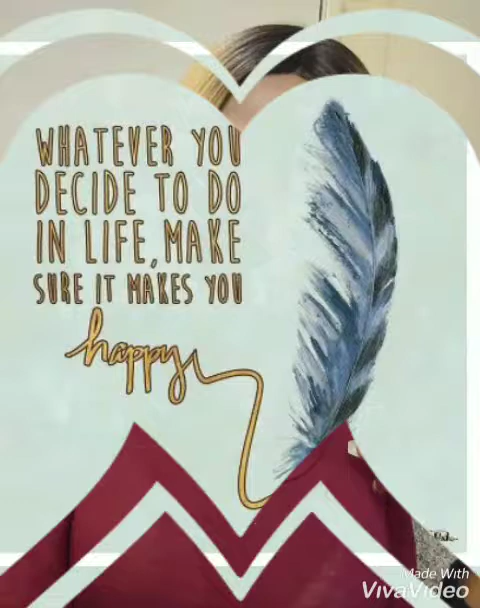 WHATEVER YOU
DECIDE TO DO
IN LIFE, MAKE
SURE IT MAKES YOU
happy
Made With
VivaVideo